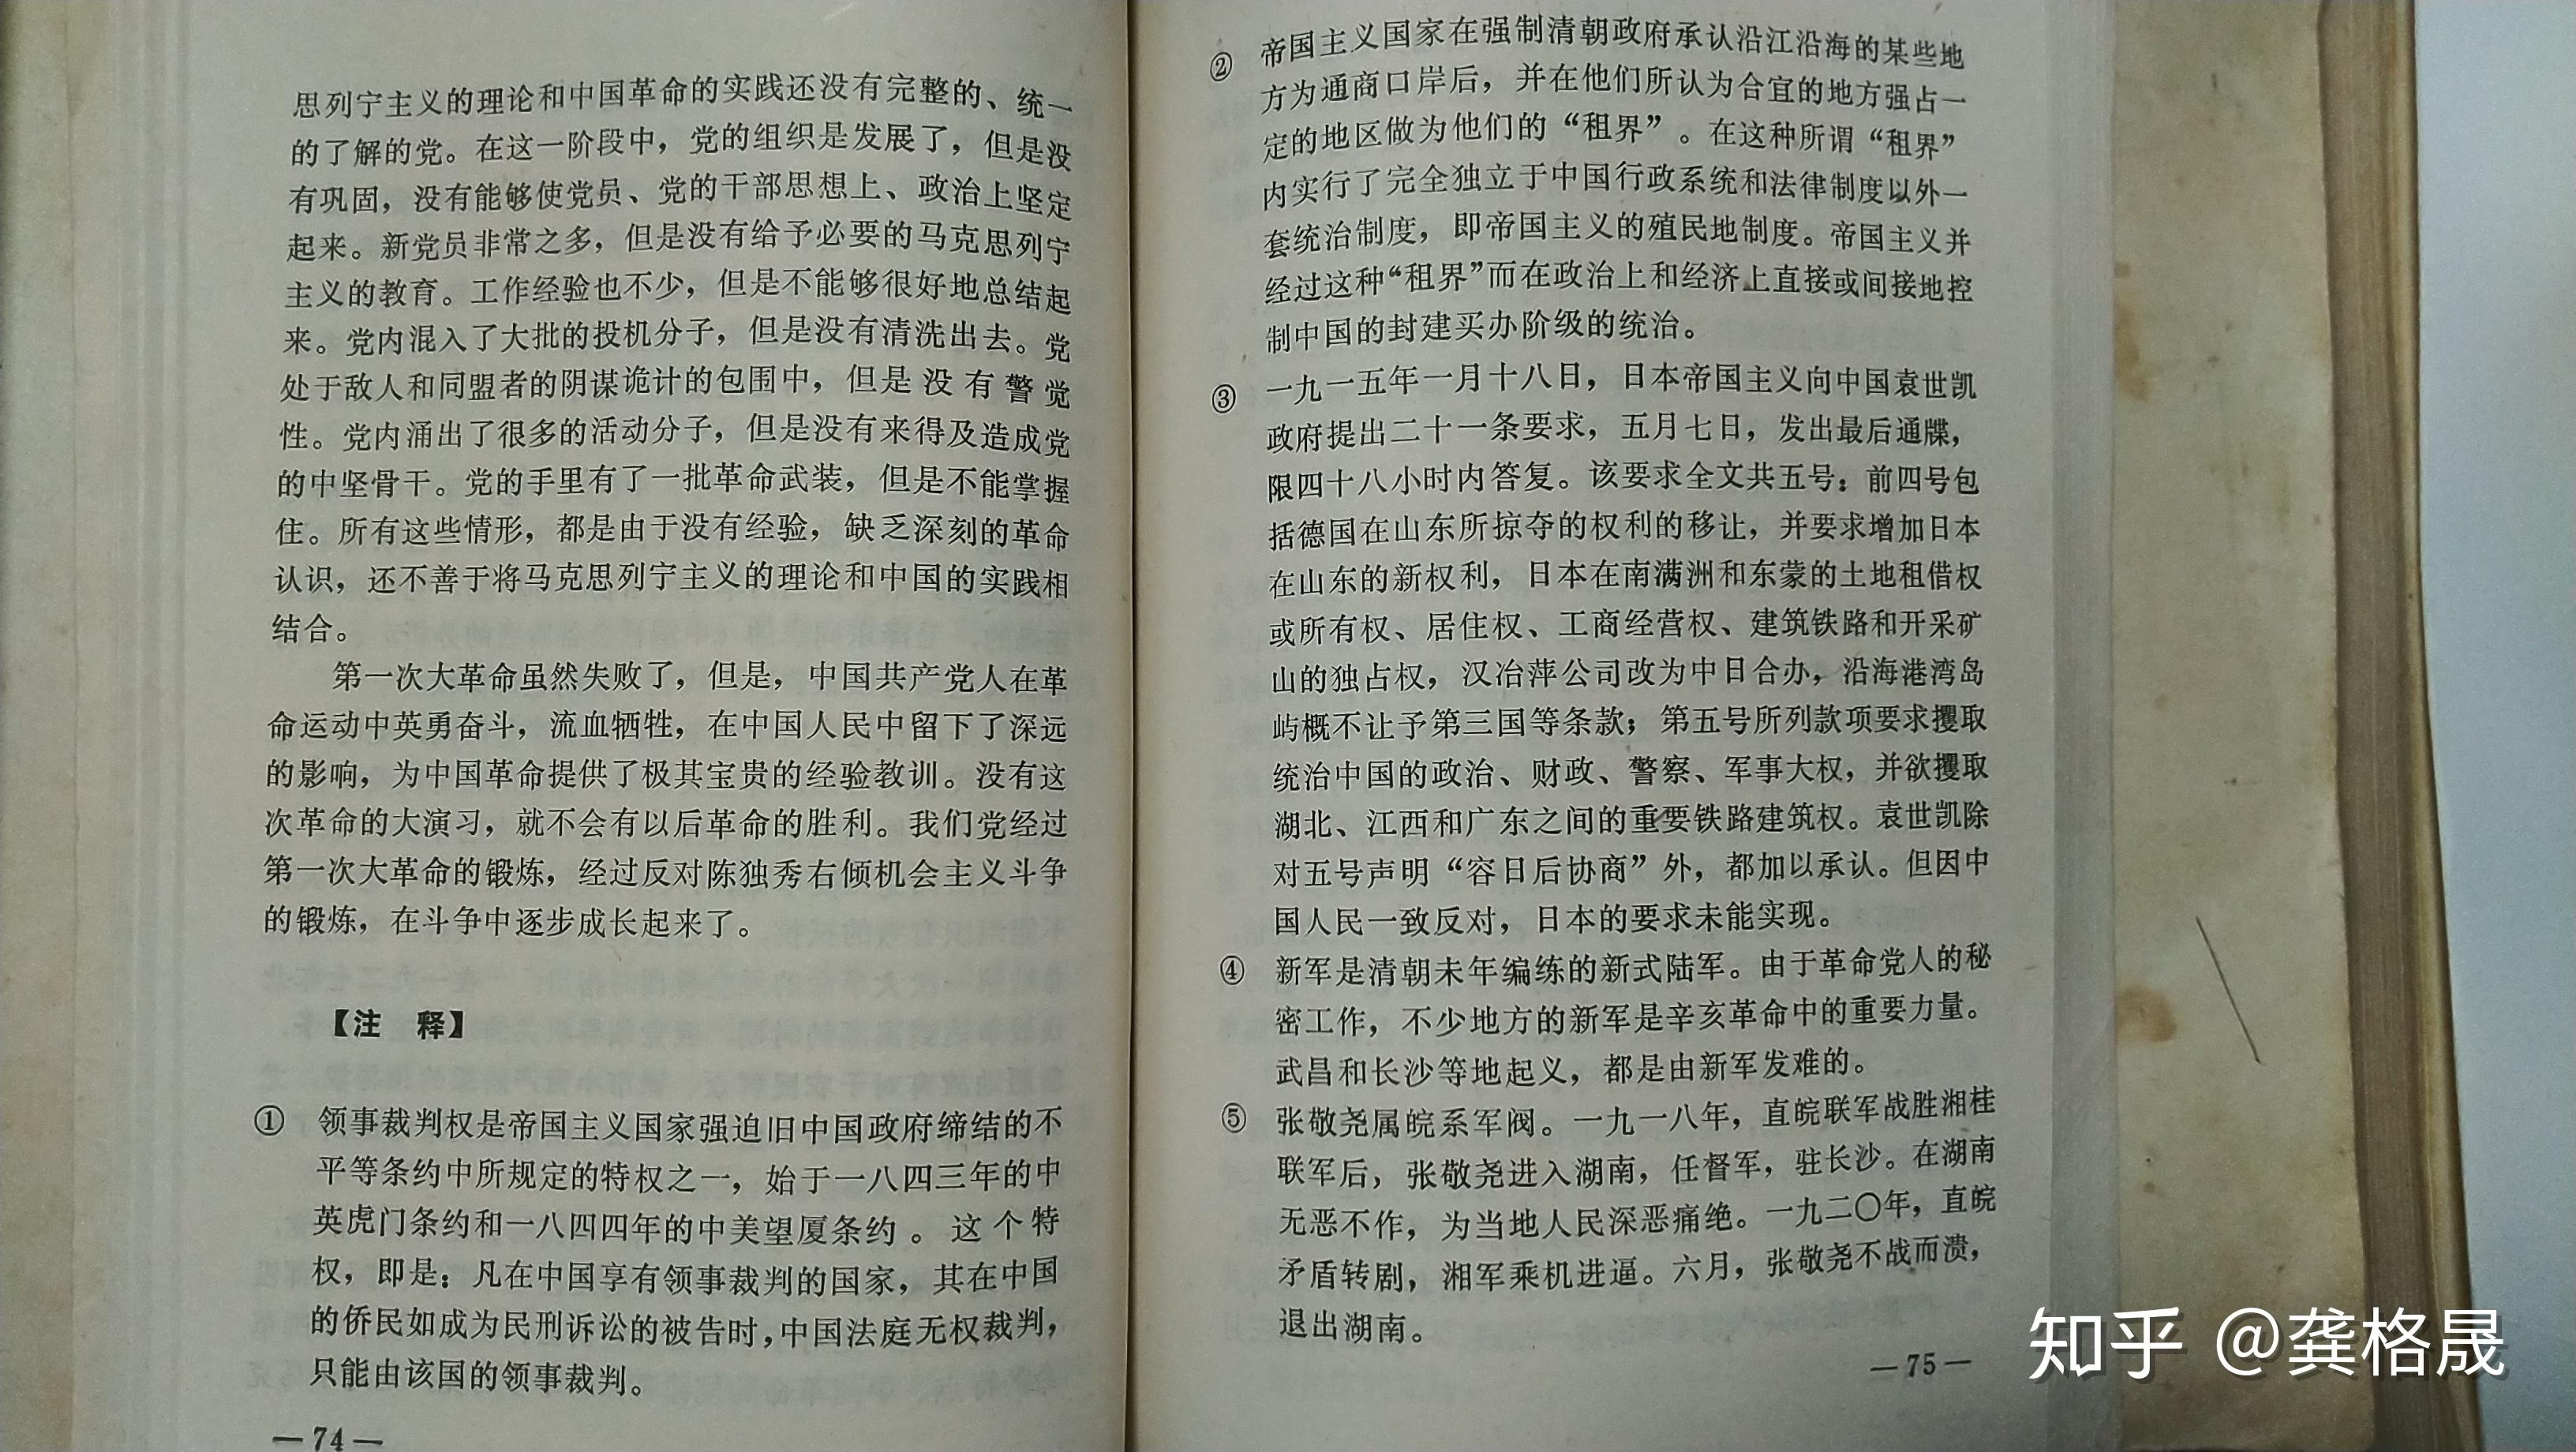 思列宁主义的理论和中国革命的实践还没有完整的、统一
的了解的党。在这一阶段中，党的组织是发展了，但是没
有巩固，没有能够使党员、党的干部思想上、政治上坚定
起来。新党员非常之多，但是没有给予必要的马克思列宁
主义的教育。工作经验也不少，但是不能够很好地总结起
来。党内混入了大批的投机分子，但是没有清洗出去。党
处于敌人和同盟者的阴谋诡计的包围中，但是没有警觉
性。党内涌出了很多的活动分子，但是没有来得及造成党
的中坚骨干。党的手里有了一批革命武装，但是不能掌握
住。所有这些情形，都是由于没有经验，缺乏深刻的革命
认识，还不善于将马克思列宁主义的理论和中国的实践相
结合。
第一次大革命虽然失败了，但是，中国共产党人在革
命运动中英勇奋斗，流血牺牲，在中国人民中留下了深远
的影响，为中国革命提供了极其宝贵的经验教训。没有这
次革命的大演习，就不会有以后革命的胜利。我们党经过
第一次大革命的锻炼，经过反对陈独秀右倾机会主义斗争
的锻炼，在斗争中逐步成长起来了。
【注　释】
① 领事裁判权是帝国主义国家强迫旧中国政府缔结的不
平等条约中所规定的特权之一，始于一八四三年的中
英虎门条约和一八四四年的中美望厦条约。这个特
权，即是：凡在中国享有领事裁判的国家，其在中国
的侨民如成为民刑诉讼的被告时，中国法庭无权裁判，
只能由该国的领事裁判。
—74—
② 帝国主义国家在强制清朝政府承认沿江沿海的某些地
方为通商口岸后，并在他们所认为合宜的地方强占一
定的地区做为他们的“租界”。在这种所谓“租界”
内实行了完全独立于中国行政系统和法律制度以外一
套统治制度，即帝国主义的殖民地制度。帝国主义并
经过这种“租界”而在政治上和经济上直接或间接地控
制中国的封建买办阶级的统治。
③ 一九一五年一月十八日，日本帝国主义向中国袁世凯
政府提出二十一条要求，五月七日，发出最后通牒，
限四十八小时内答复。该要求全文共五号：前四号包
括德国在山东所掠夺的权利的移让，并要求增加日本
在山东的新权利，日本在南满洲和东蒙的土地租借权
或所有权、居住权、工商经营权、建筑铁路和开采矿
山的独占权，汉冶萍公司改为中日合办，沿海港湾岛
屿概不让予第三国等条款；第五号所列款项要求攫取
统治中国的政治、财政、警察、军事大权，并欲攫取
湖北、江西和广东之间的重要铁路建筑权。袁世凯除
对五号声明“容日后协商”外，都加以承认。但因中
国人民一致反对，日本的要求未能实现。
④ 新军是清朝未年编练的新式陆军。由于革命党人的秘
密工作，不少地方的新军是辛亥革命中的重要力量。
武昌和长沙等地起义，都是由新军发难的。
⑤ 张敬尧属皖系军阀。一九一八年，直皖联军战胜湘桂
联军后，张敬尧进入湖南，任督军，驻长沙。在湖南
无恶不作，为当地人民深恶痛绝。一九二〇年，直皖
矛盾转剧，湘军乘机进逼。六月，张敬尧不战而溃，
退出湖南。
—75—
知乎 @龚格晟